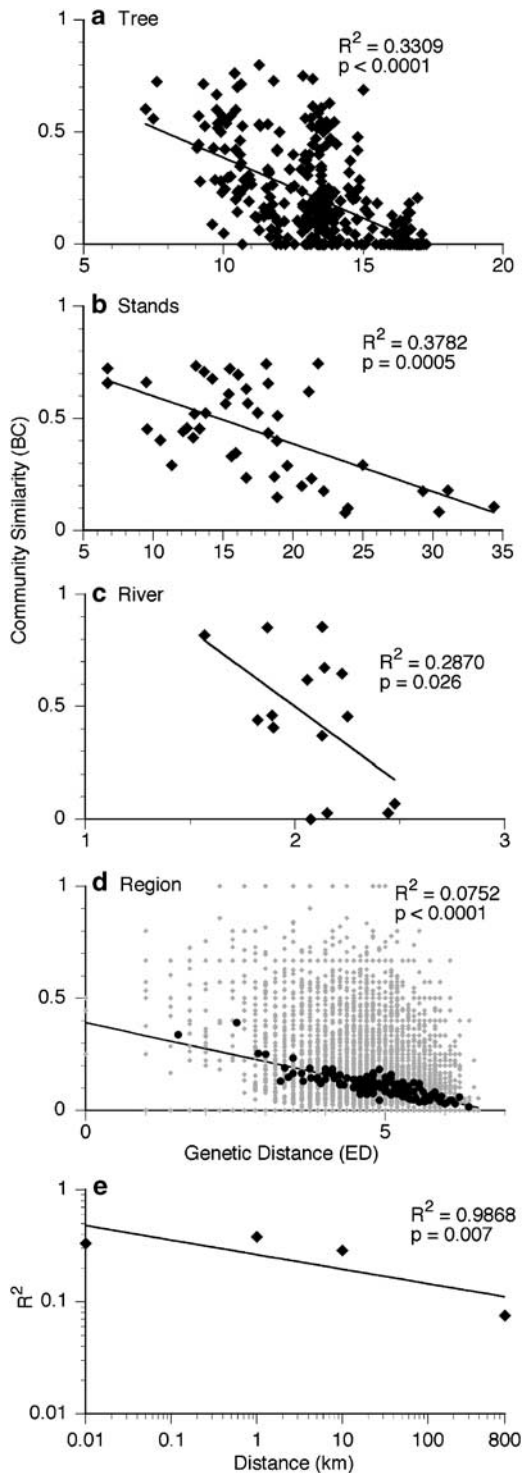 a Tree
R² = 0.3309
p < 0.0001
1
0.5
0
5 10 15 20
b Stands
R² = 0.3782
p = 0.0005
1
0.5
0
5 10 15 20 25 30 35
Community Similarity (BC)
c River
R² = 0.2870
p = 0.026
1
0.5
0
1 2 3
d Region
R² = 0.0752
p < 0.0001
1
0.5
0
0 5
Genetic Distance (ED)
e
R² = 0.9868
p = 0.007
1
0.1
0.01
R²
0.01 0.1 1 10 100 800
Distance (km)